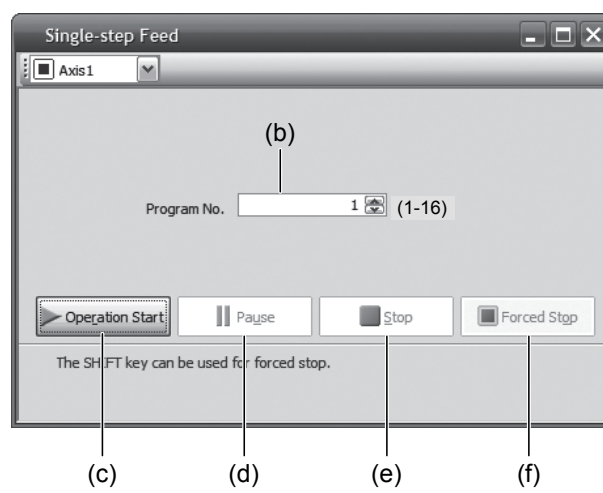 Single-step Feed
Axis1
(b)
Program No. 1 (1-16)
Operation Start Pause Stop Forced Stop
The SHIFT key can be used for forced stop.
(c) (d) (e) (f)